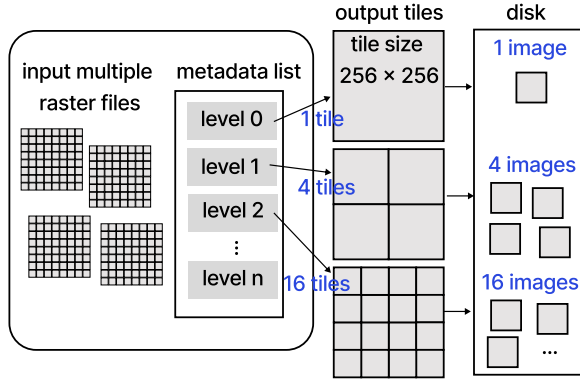 input multiple
raster files
metadata list
level 0
level 1
level 2
⋮
level n
output tiles
tile size
256 × 256
1 tile
4 tiles
16 tiles
disk
1 image
4 images
16 images
...